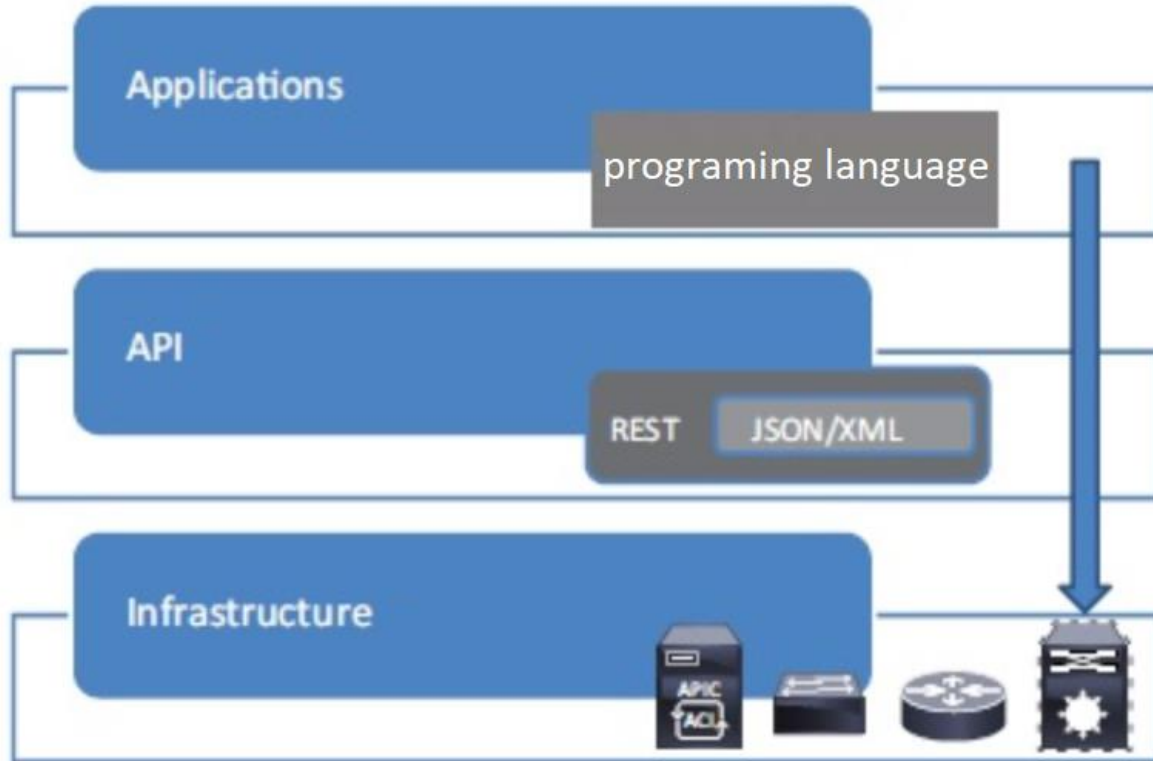 Applications
programing language
API
REST JSON/XML
Infrastructure
APIC
ACI